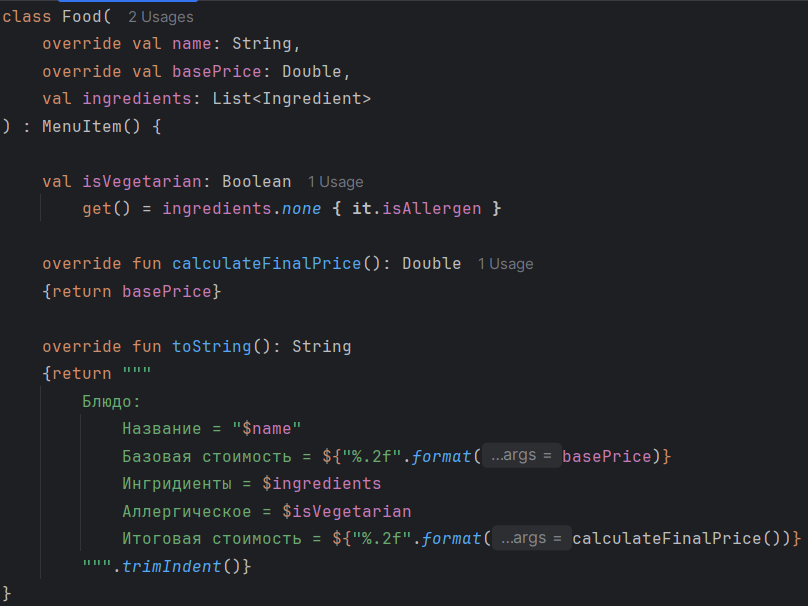 class Food(  2 Usages
    override val name: String,
    override val basePrice: Double,
    val ingredients: List<Ingredient>
) : MenuItem() {
    val isVegetarian: Boolean  1 Usage
        get() = ingredients.none { it.isAllergen }
    override fun calculateFinalPrice(): Double  1 Usage
    {return basePrice}
    override fun toString(): String
    {return """
        Блюдо:
            Название = "$name"
            Базовая стоимость = ${"%.2f".format( ...args = basePrice)}
            Ингридиенты = $ingredients
            Аллергическое = $isVegetarian
            Итоговая стоимость = ${"%.2f".format( ...args = calculateFinalPrice())}
        """.trimIndent()}
}